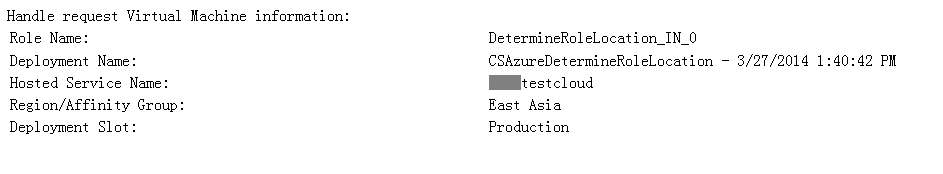 Handle request Virtual Machine information:
Role Name: DetermineRoleLocation_IN_0
Deployment Name: CSAzureDetermineRoleLocation - 3/27/2014 1:40:42 PM
Hosted Service Name: testcloud
Region/Affinity Group: East Asia
Deployment Slot: Production